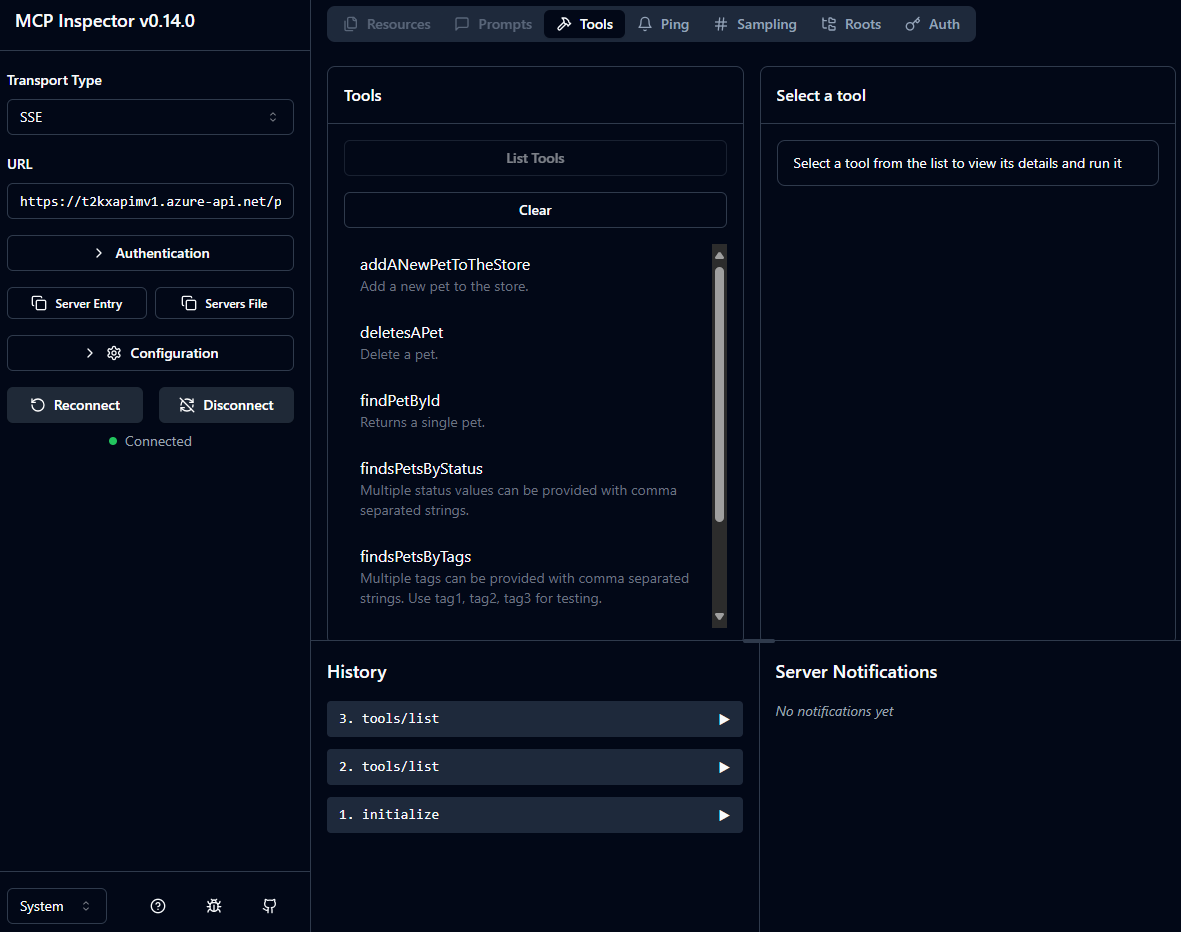 MCP Inspector v0.14.0
Transport Type
SSE
URL
https://t2kxapimv1.azure-api.net/p
Authentication
Server Entry
Servers File
Configuration
Reconnect
Disconnect
Connected
System
Resources
Prompts
Tools
Ping
Sampling
Roots
Auth
Tools
List Tools
Clear
addANewPetToTheStore
Add a new pet to the store.
deletesAPet
Delete a pet.
findPetById
Returns a single pet.
findsPetsByStatus
Multiple status values can be provided with comma
separated strings.
findsPetsByTags
Multiple tags can be provided with comma separated
strings. Use tag1, tag2, tag3 for testing.
Select a tool
Select a tool from the list to view its details and run it
History
3. tools/list
2. tools/list
1. initialize
Server Notifications
No notifications yet